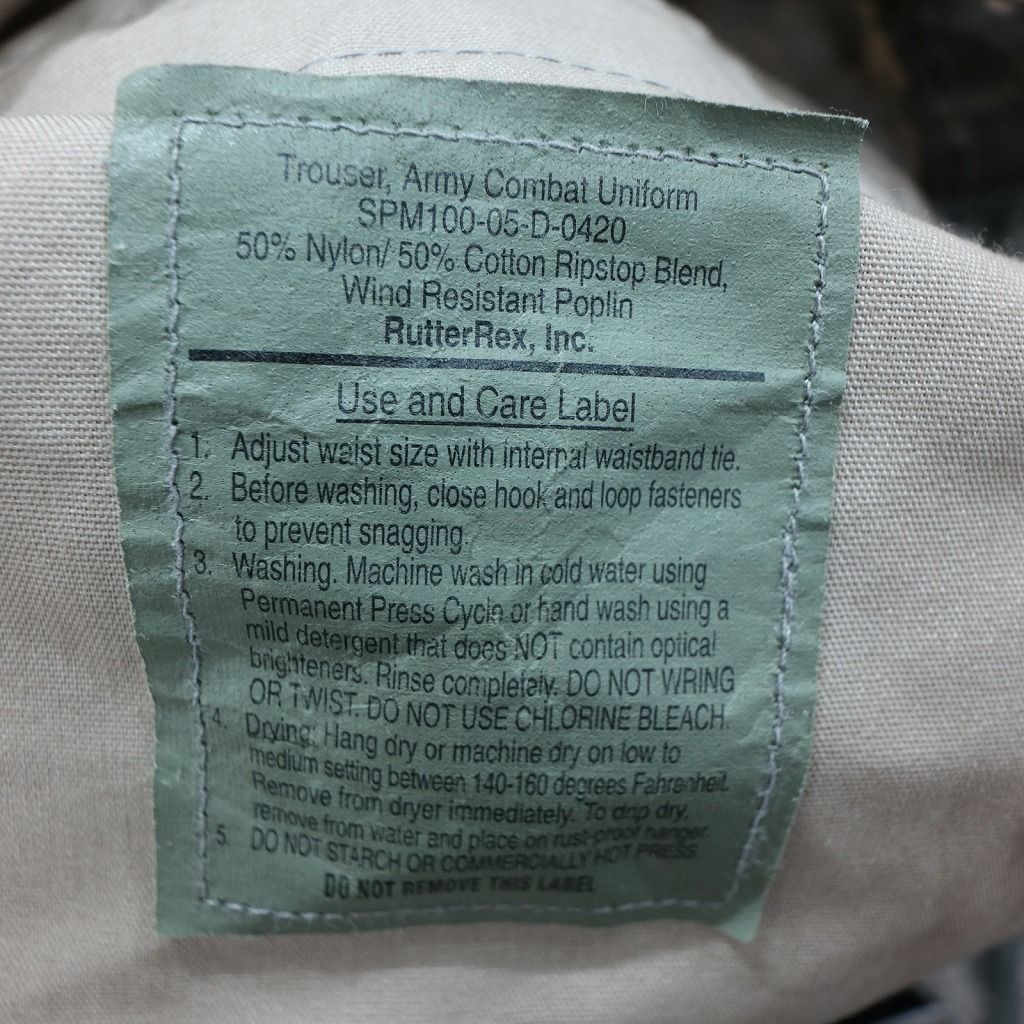 Trouser, Army Combat Uniform
SPM100-05-D-0420
50% Nylon/ 50% Cotton Ripstop Blend,
Wind Resistant Poplin
RutterRex, Inc.
Use and Care Label
1. Adjust waist size with internal waistband tie.
2. Before washing, close hook and loop fasteners
to prevent snagging.
3. Washing. Machine wash in cold water using
Permanent Press Cycle or hand wash using a
mild detergent that does NOT contain optical
brighteners. Rinse completely. DO NOT WRING
OR TWIST. DO NOT USE CHLORINE BLEACH.
4. Drying: Hang dry or machine dry on low to
medium setting between 140-160 degrees Fahrenheit.
Remove from dryer immediately. To drip dry,
remove from water and place on rust-proof hanger.
5. DO NOT STARCH OR COMMERCIALLY HOT PRESS.
DO NOT REMOVE THIS LABEL